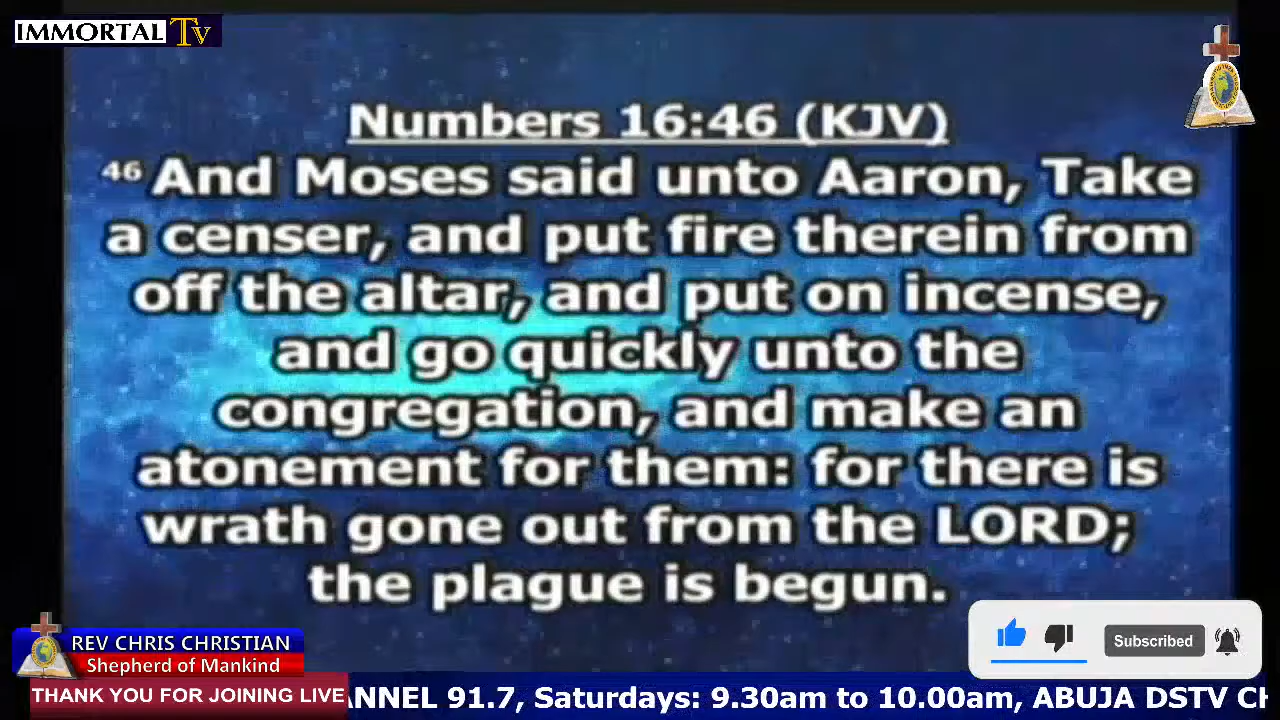 IMMORTAL Tv
Numbers 16:46 (KJV)
46 And Moses said unto Aaron, Take
a censer, and put fire therein from
off the altar, and put on incense,
and go quickly unto the
congregation, and make an
atonement for them: for there is
wrath gone out from the LORD;
the plague is begun.
Subscribed
REV CHRIS CHRISTIAN
Shepherd of Mankind
THANK YOU FOR JOINING LIVE
ANNEL 91.7, Saturdays: 9.30am to 10.00am, ABUJA DSTV CH